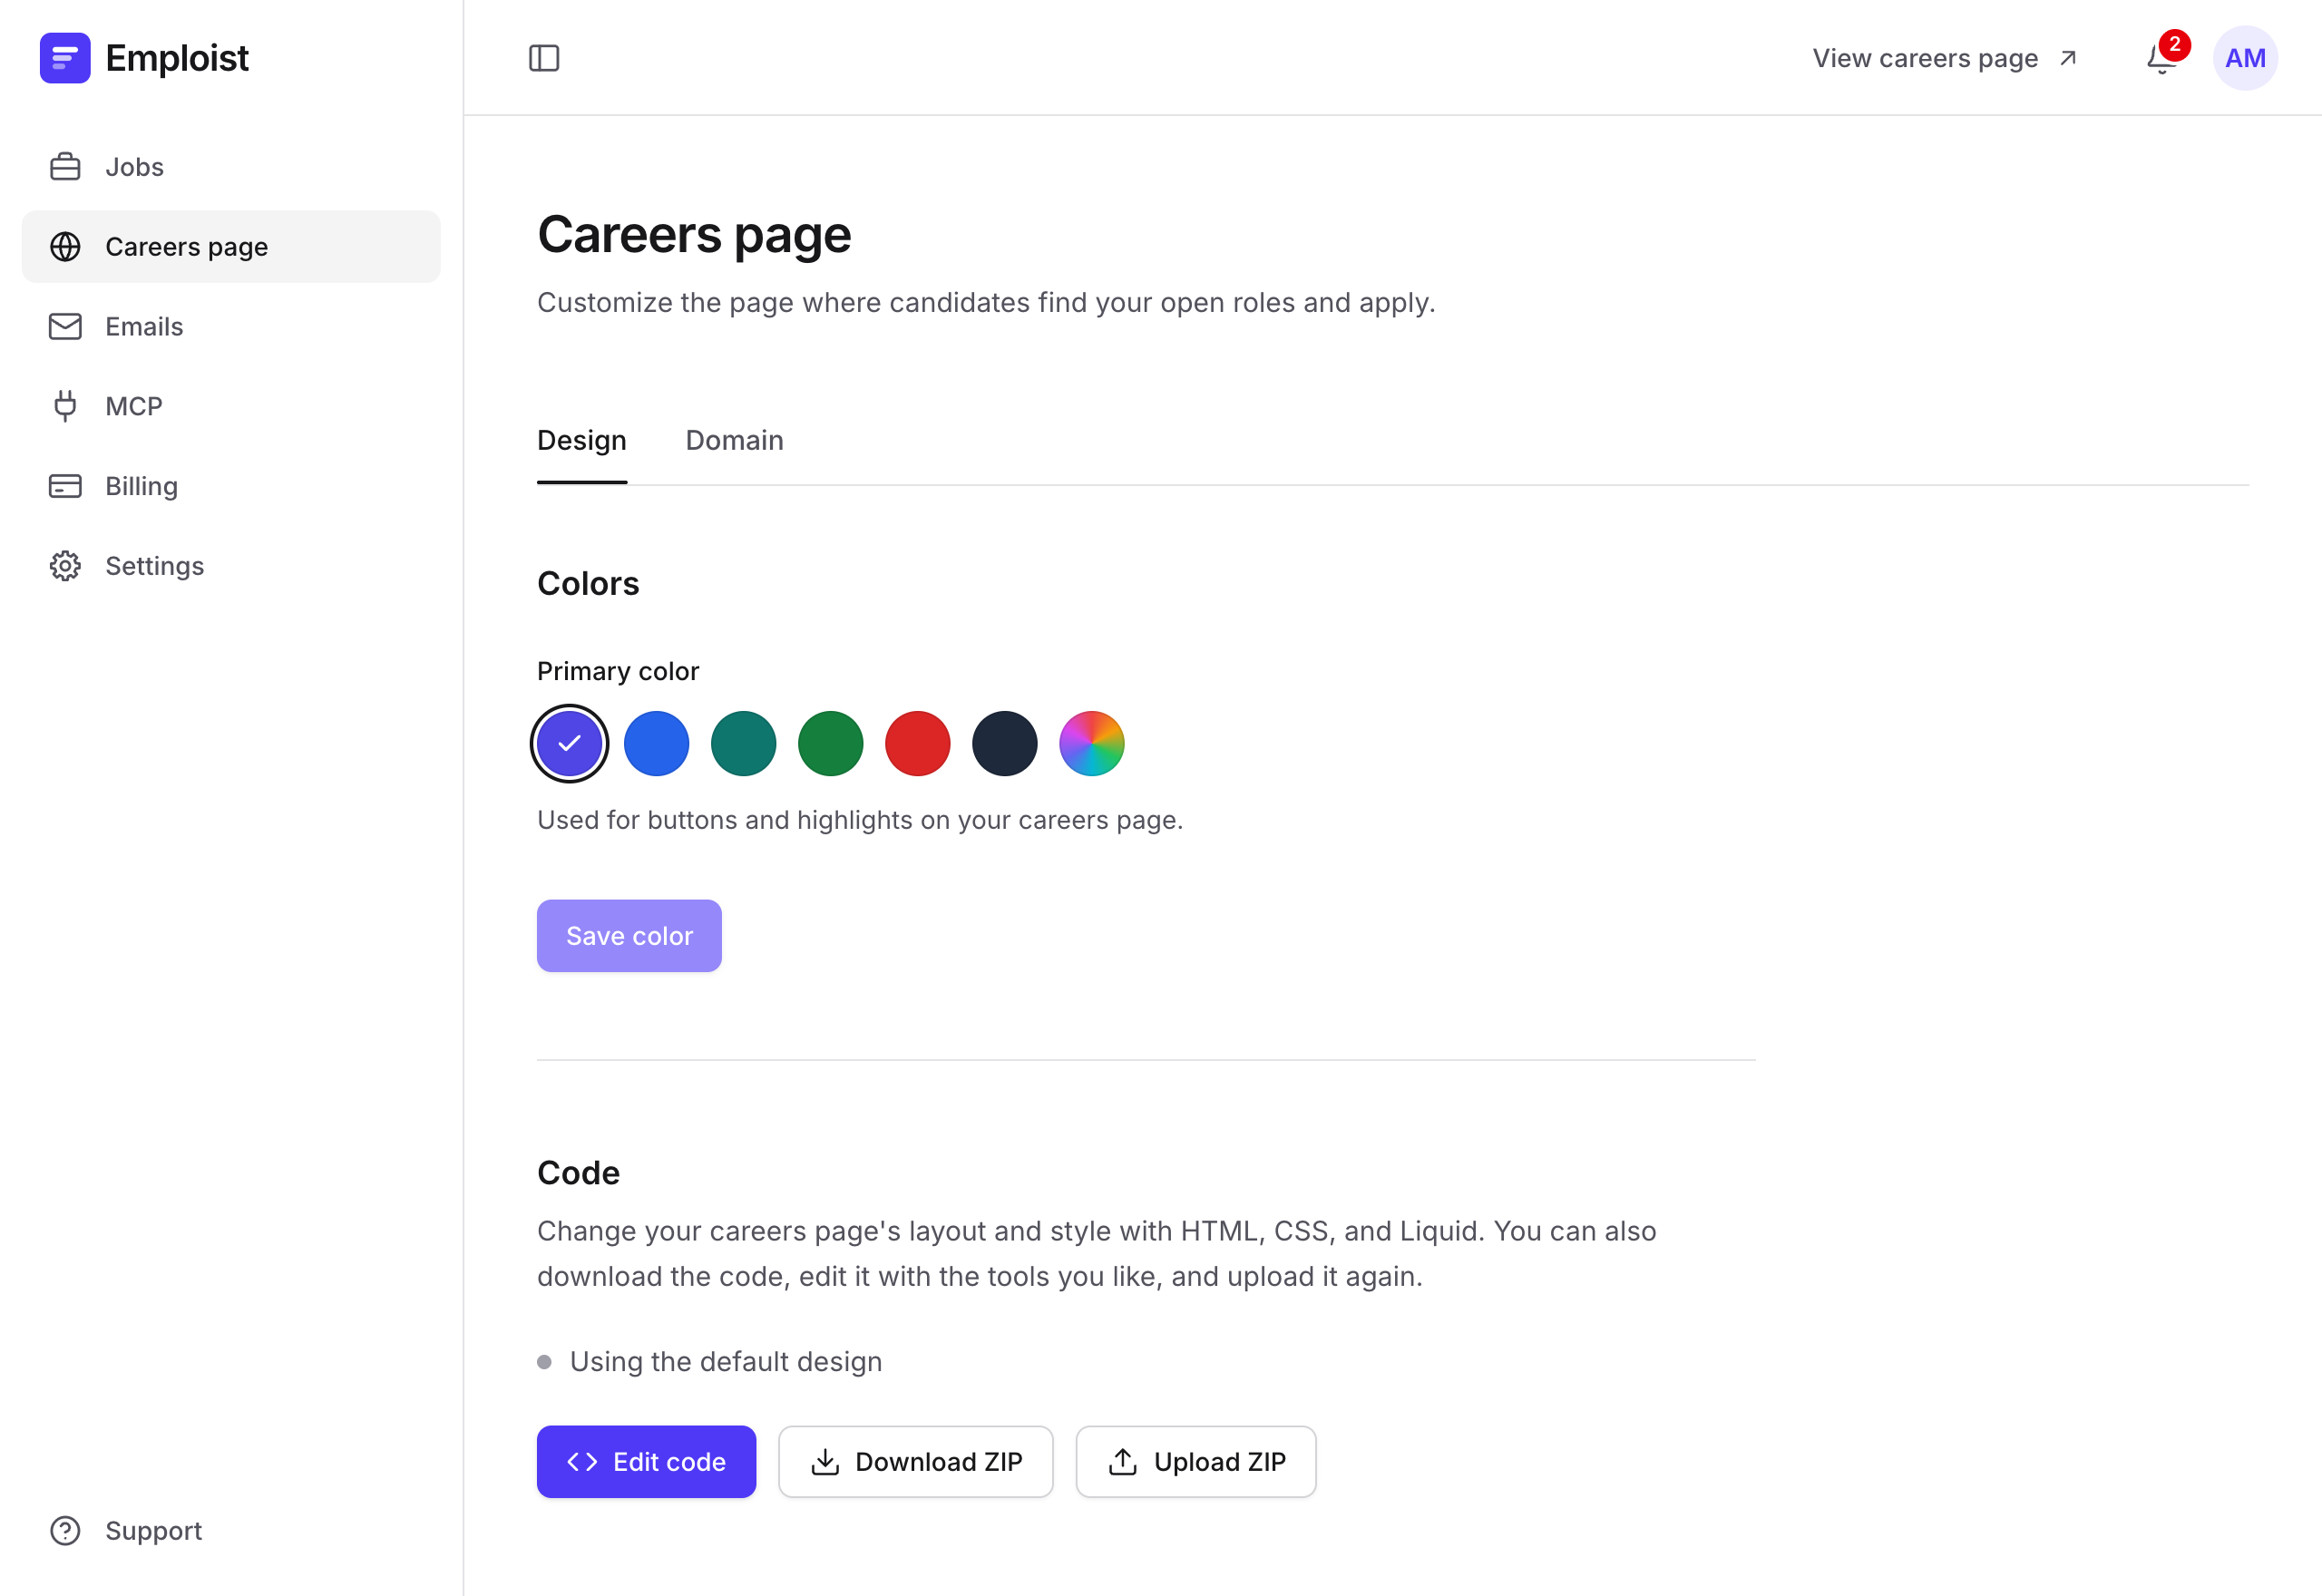 Emploist
View careers page
2
AM
Jobs
Careers page
Emails
MCP
Billing
Settings
Support
Careers page
Customize the page where candidates find your open roles and apply.
Design
Domain
Colors
Primary color
Used for buttons and highlights on your careers page.
Save color
Code
Change your careers page's layout and style with HTML, CSS, and Liquid. You can also
download the code, edit it with the tools you like, and upload it again.
Using the default design
Edit code
Download ZIP
Upload ZIP